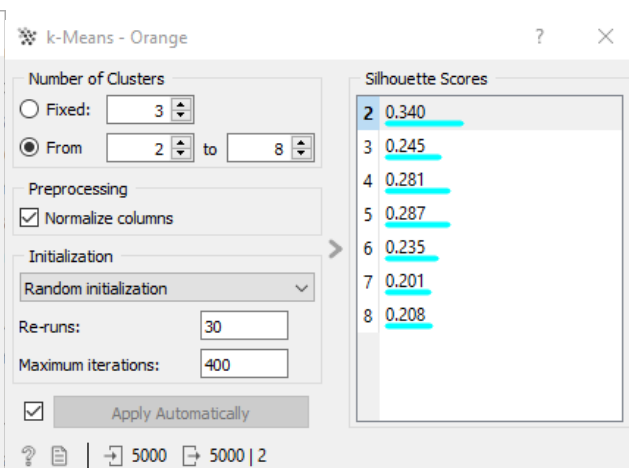 k-Means - Orange ? ×
Number of Clusters
Fixed: 3
From 2 to 8
Preprocessing
Normalize columns
Initialization
Random initialization
Re-runs: 30
Maximum iterations: 400
Apply Automatically
? 5000 5000 | 2
Silhouette Scores
2 0.340
3 0.245
4 0.281
5 0.287
6 0.235
7 0.201
8 0.208